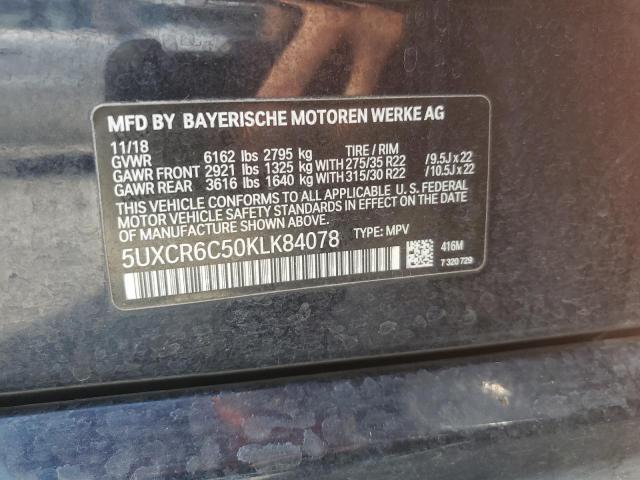 MFD BY BAYERISCHE MOTOREN WERKE AG
11/18 TIRE / RIM
GVWR 6162 lbs 2795 kg
GAWR FRONT 2921 lbs 1325 kg WITH 275/35 R22 /9.5J x 22
GAWR REAR 3616 lbs 1640 kg WITH 315/30 R22 /10.5J x 22
THIS VEHICLE CONFORMS TO ALL APPLICABLE U. S. FEDERAL
MOTOR VEHICLE SAFETY STANDARDS IN EFFECT ON THE DATE
OF MANUFACTURE SHOWN ABOVE.
5UXCR6C50KLK84078 TYPE: MPV
416M
7 320 729